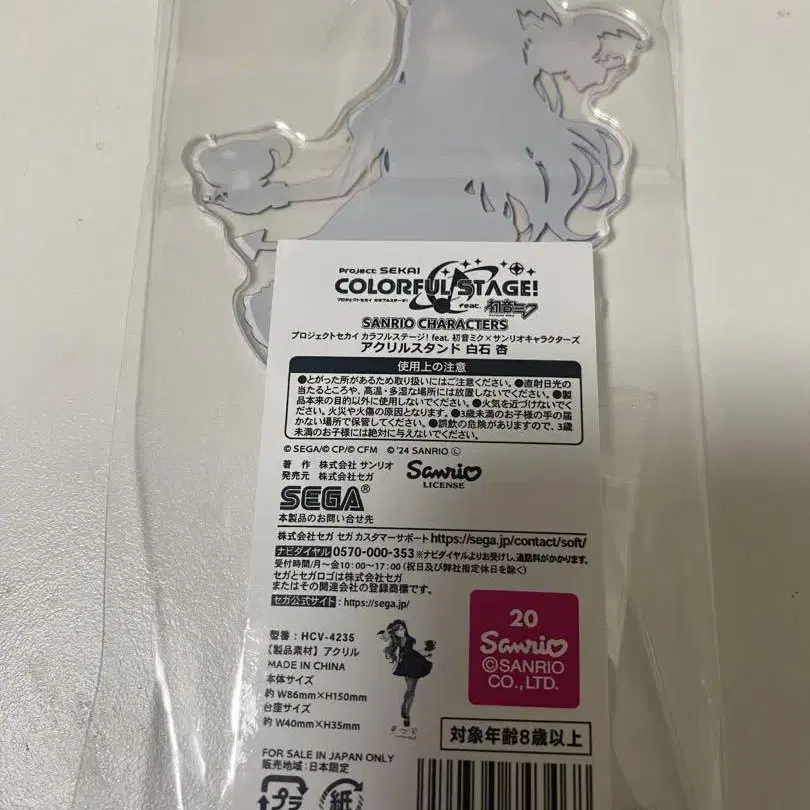 Project SEKAI
COLORFUL STAGE!
プロジェクトセカイ カラフルステージ! feat. 初音ミク
SANRIO CHARACTERS
プロジェクトセカイ カラフルステージ! feat. 初音ミク×サンリオキャラクターズ
アクリルスタンド 白石 杏
使用上の注意
●とがった所があるため取り扱いにはご注意ください。●直射日光の
当たるところや、高温・多湿な場所には放置しないでください。●製
品本来の目的以外に使用しないでください。●火気を近づけないでく
ださい。火災や火傷の原因となります。●3歳未満のお子様の手の届
かない場所で保管してください。●誤飲の危険がありますので、3歳
未満のお子様には絶対に与えないでください。
© SEGA/© CP/© CFM © '24 SANRIO Ⓛ
著 作 株式会社 サンリオ
発売元 株式会社セガ
Sanrio
LICENSE
SEGA®
本製品のお問い合せ先
株式会社セガ セガ カスタマーサポート https://sega.jp/contact/soft/
ナビダイヤル 0570-000-353 ※ナビダイヤルよりお受けし、通話料がかかります。
受付時間/月~金10:00~17:00(祝日及び弊社指定休日を除く)
セガとセガロゴは株式会社セガ
またはその関連会社の登録商標です。
セガ公式サイト:https://sega.jp/
型番:HCV-4235
【製品素材】アクリル
MADE IN CHINA
本体サイズ
約 W86mm×H150mm
台座サイズ
約 W40mm×H35mm
20
Sanrio
©SANRIO
CO., LTD.
対象年齢8歳以上
FOR SALE IN JAPAN ONLY
販売地域:日本限定
プラ
紙